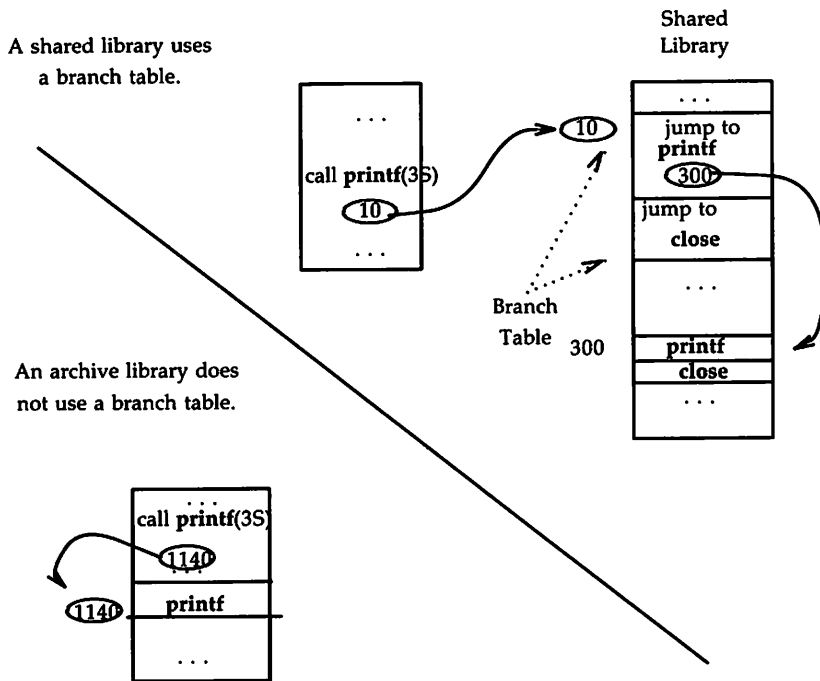 A shared library uses
a branch table.
Shared
Library
. . .
call printf(3S)
10
. . .
10
. . .
jump to
printf
300
jump to
close
. . .
Branch
Table
300
printf
close
. . .
An archive library does
not use a branch table.
. . .
call printf(3S)
1140
. . .
1140
printf
. . .